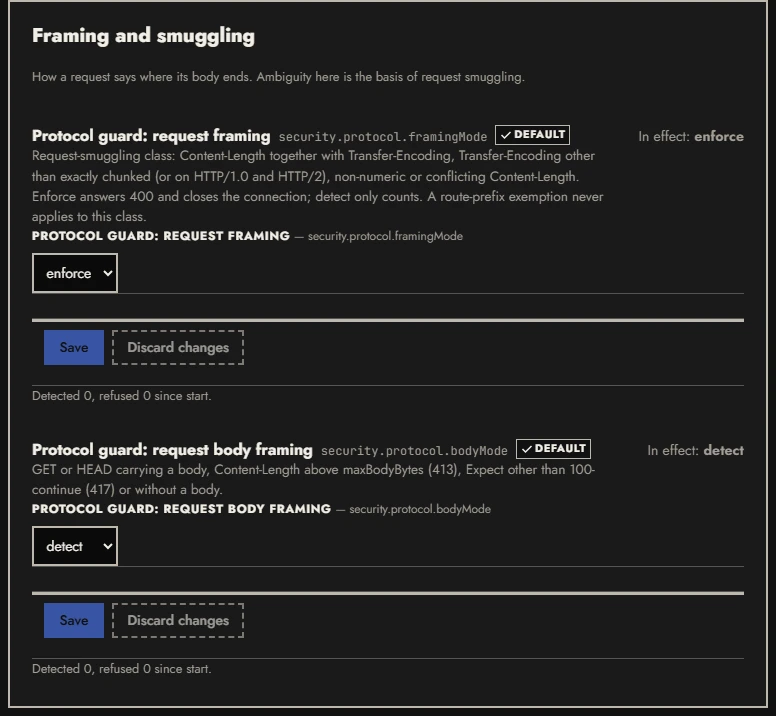 Framing and smuggling
How a request says where its body ends. Ambiguity here is the basis of request smuggling.
Protocol guard: request framing security.protocol.framingMode ✓ DEFAULT In effect: enforce
Request-smuggling class: Content-Length together with Transfer-Encoding, Transfer-Encoding other
than exactly chunked (or on HTTP/1.0 and HTTP/2), non-numeric or conflicting Content-Length.
Enforce answers 400 and closes the connection; detect only counts. A route-prefix exemption never
applies to this class.
PROTOCOL GUARD: REQUEST FRAMING — security.protocol.framingMode
enforce
Save Discard changes
Detected 0, refused 0 since start.
Protocol guard: request body framing security.protocol.bodyMode ✓ DEFAULT In effect: detect
GET or HEAD carrying a body, Content-Length above maxBodyBytes (413), Expect other than 100-
continue (417) or without a body.
PROTOCOL GUARD: REQUEST BODY FRAMING — security.protocol.bodyMode
detect
Save Discard changes
Detected 0, refused 0 since start.